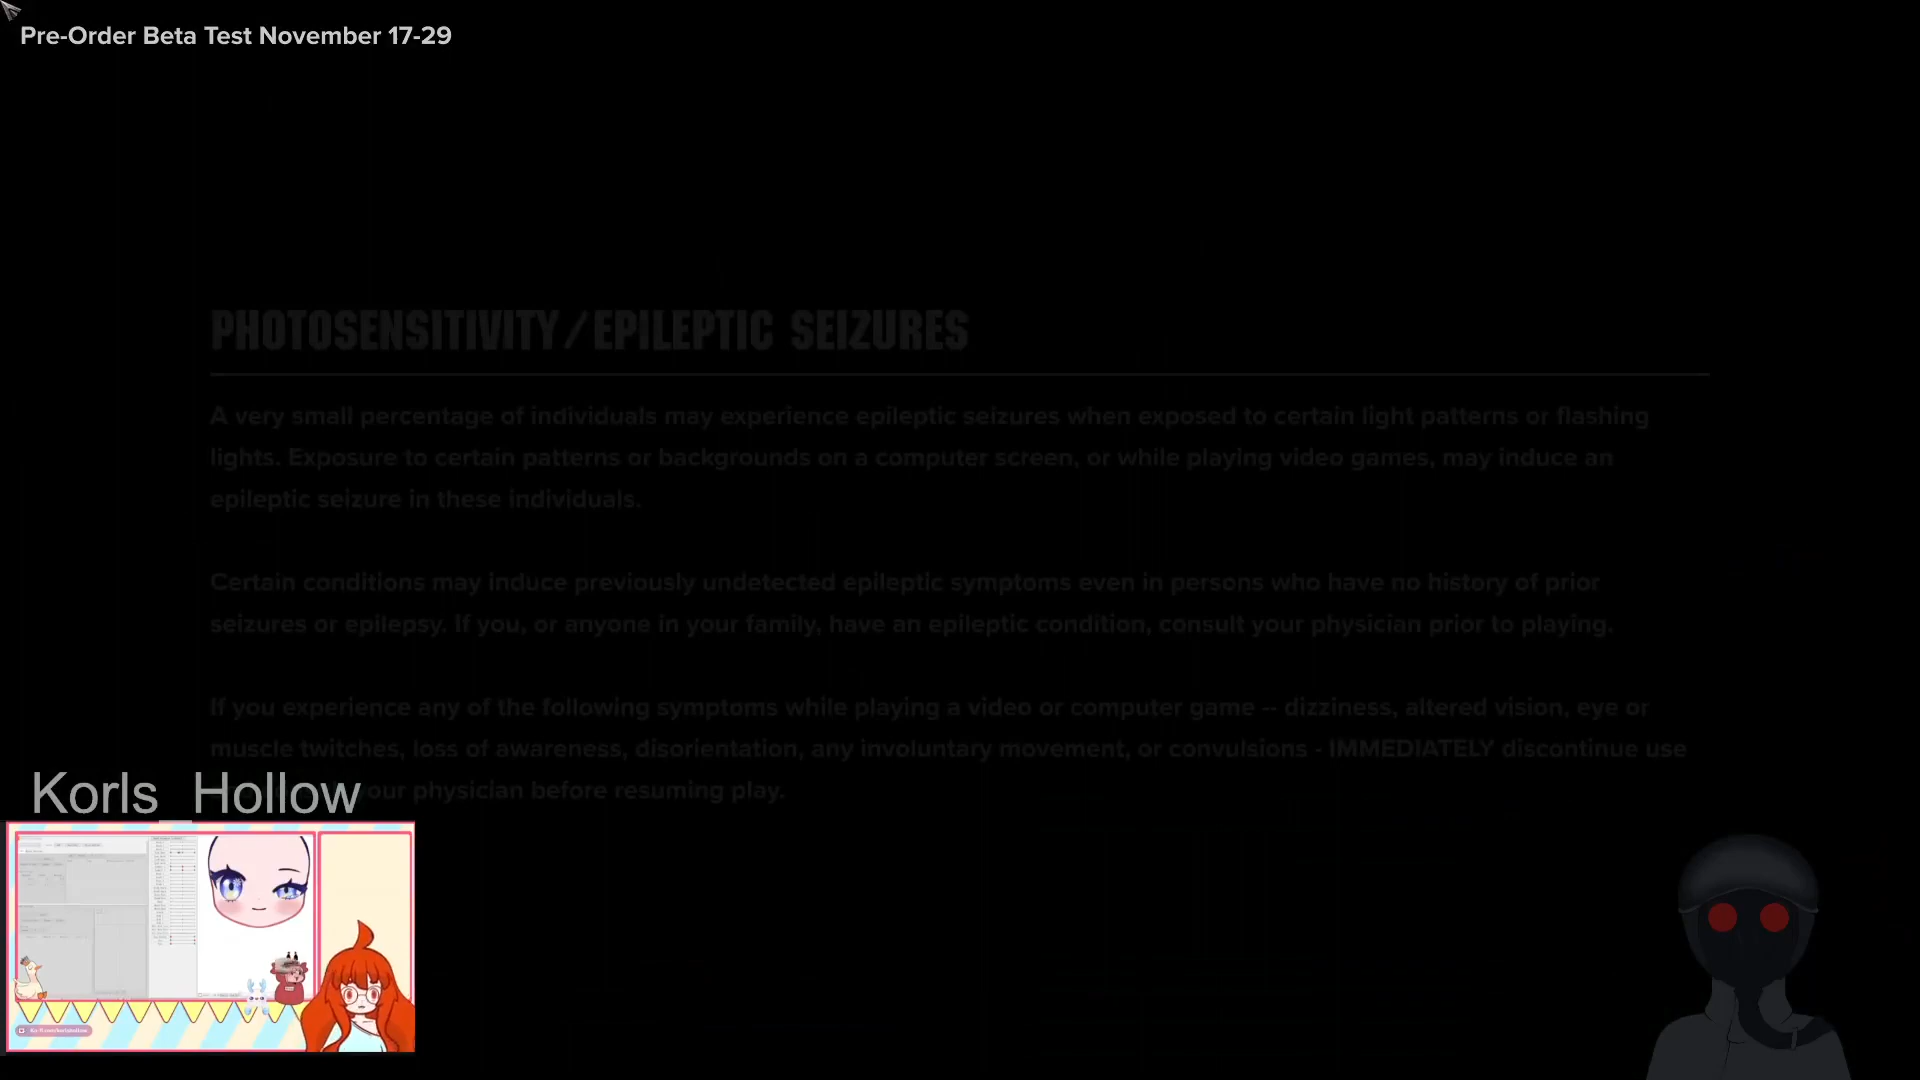 Pre-Order Beta Test November 17-29
PHOTOSENSITIVITY/EPILEPTIC SEIZURES
A very small percentage of individuals may experience epileptic seizures when exposed to certain light patterns or flashing
lights. Exposure to certain patterns or backgrounds on a computer screen, or while playing video games, may induce an
epileptic seizure in these individuals.
Certain conditions may induce previously undetected epileptic symptoms even in persons who have no history of prior
seizures or epilepsy. If you, or anyone in your family, have an epileptic condition, consult your physician prior to playing.
If you experience any of the following symptoms while playing a video or computer game -- dizziness, altered vision, eye or
muscle twitches, loss of awareness, disorientation, any involuntary movement, or convulsions - IMMEDIATELY discontinue use
physician before resuming play.
Korls_Hollow